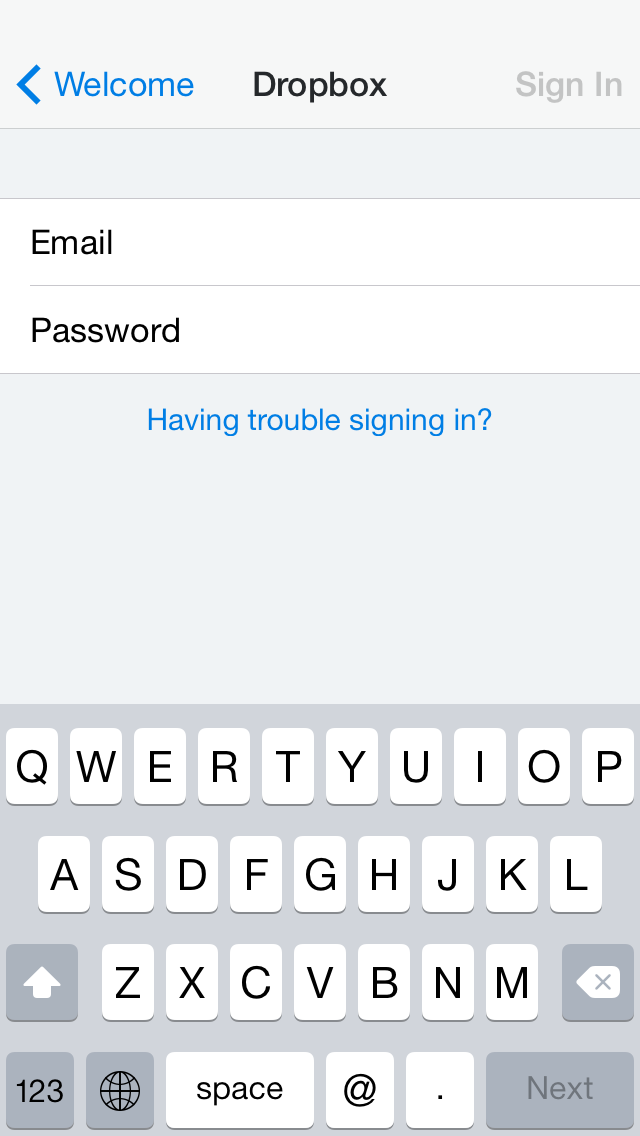 Welcome Dropbox Sign In
Email
Password
Having trouble signing in?
Q W E R T Y U I O P
A S D F G H J K L
Z X C V B N M
123 space @ . Next